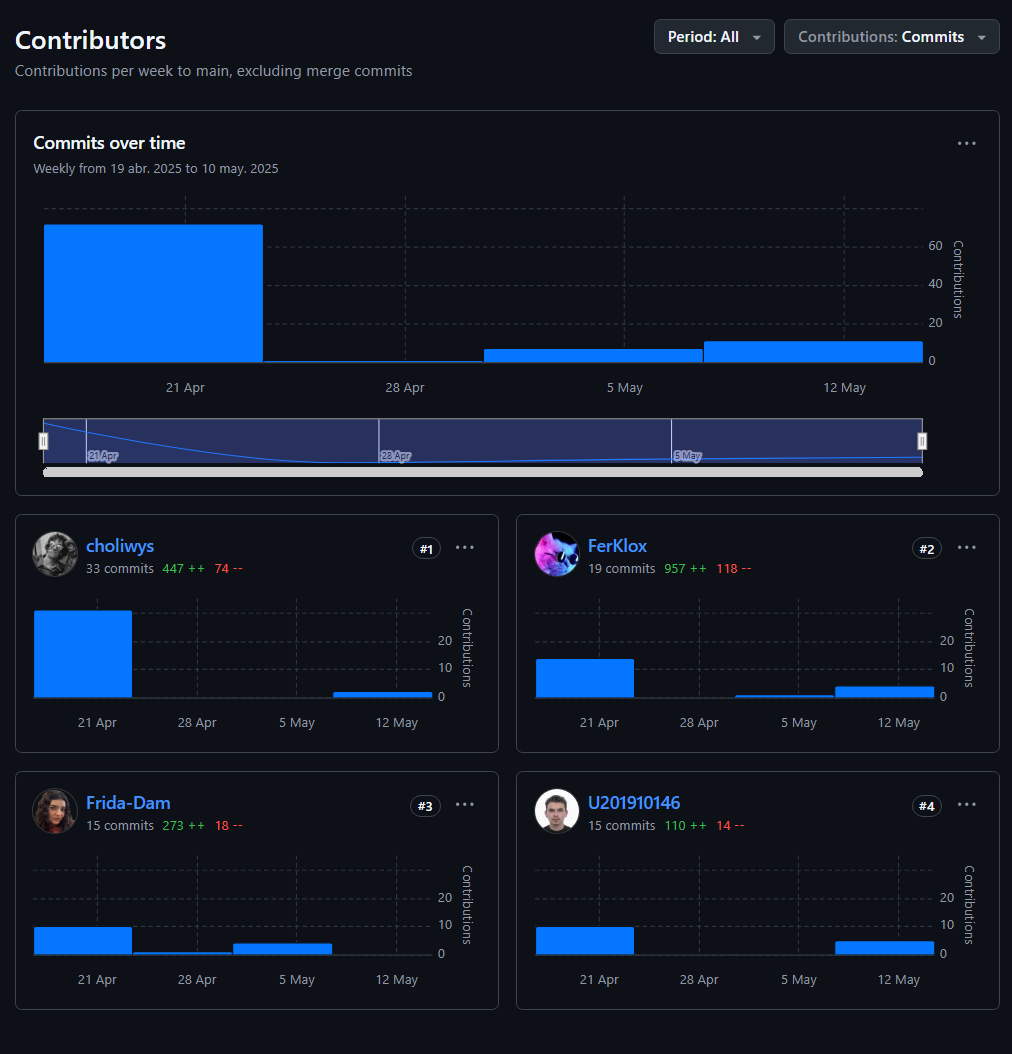 Contributors
Period: All
Contributions: Commits
Contributions per week to main, excluding merge commits
Commits over time
Weekly from 19 abr. 2025 to 10 may. 2025
60
40
20
0
Contributions
21 Apr 28 Apr 5 May 12 May
21 Apr 28 Apr 5 May
choliwys
#1
33 commits 447 ++ 74 --
20
10
0
Contributions
21 Apr 28 Apr 5 May 12 May
FerKlox
#2
19 commits 957 ++ 118 --
20
10
0
Contributions
21 Apr 28 Apr 5 May 12 May
Frida-Dam
#3
15 commits 273 ++ 18 --
20
10
0
Contributions
21 Apr 28 Apr 5 May 12 May
U201910146
#4
15 commits 110 ++ 14 --
20
10
0
Contributions
21 Apr 28 Apr 5 May 12 May